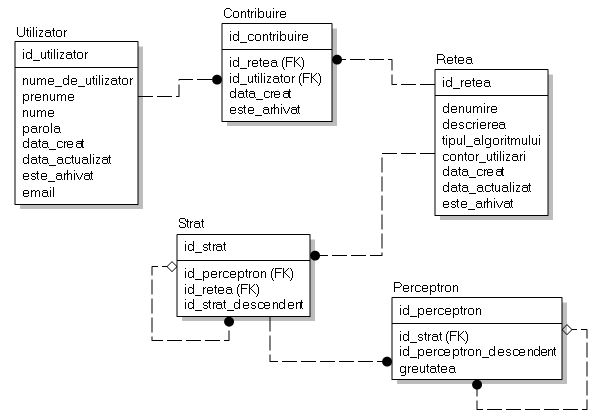 Utilizator
id_utilizator
nume_de_utilizator
prenume
nume
parola
data_creat
data_actualizat
este_arhivat
email
Contribuire
id_contribuire
id_retea (FK)
id_utilizator (FK)
data_creat
este_arhivat
Retea
id_retea
denumire
descrierea
tipul_algoritmului
contor_utilizari
data_creat
data_actualizat
este_arhivat
Strat
id_strat
id_perceptron (FK)
id_retea (FK)
id_strat_descendent
Perceptron
id_perceptron
id_strat (FK)
id_perceptron_descendent
greutatea